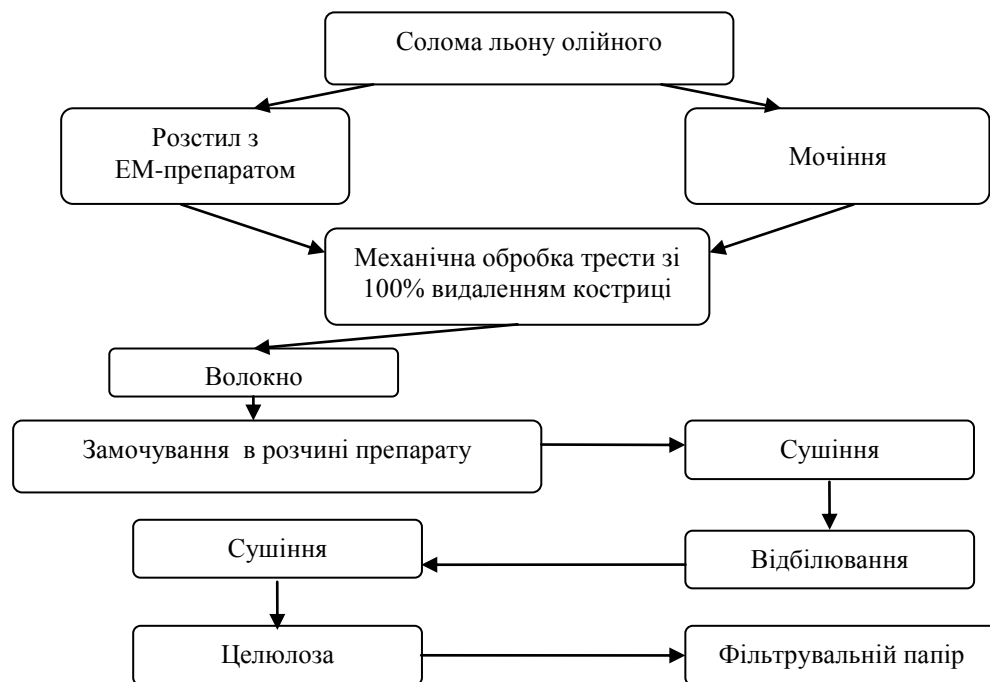 Солома льону олійного
Розстил з
ЕМ-препаратом
Мочіння
Механічна обробка трести зі
100% видаленням костриці
Волокно
Замочування в розчині препарату
Сушіння
Сушіння
Відбілювання
Целюлоза
Фільтрувальній папір